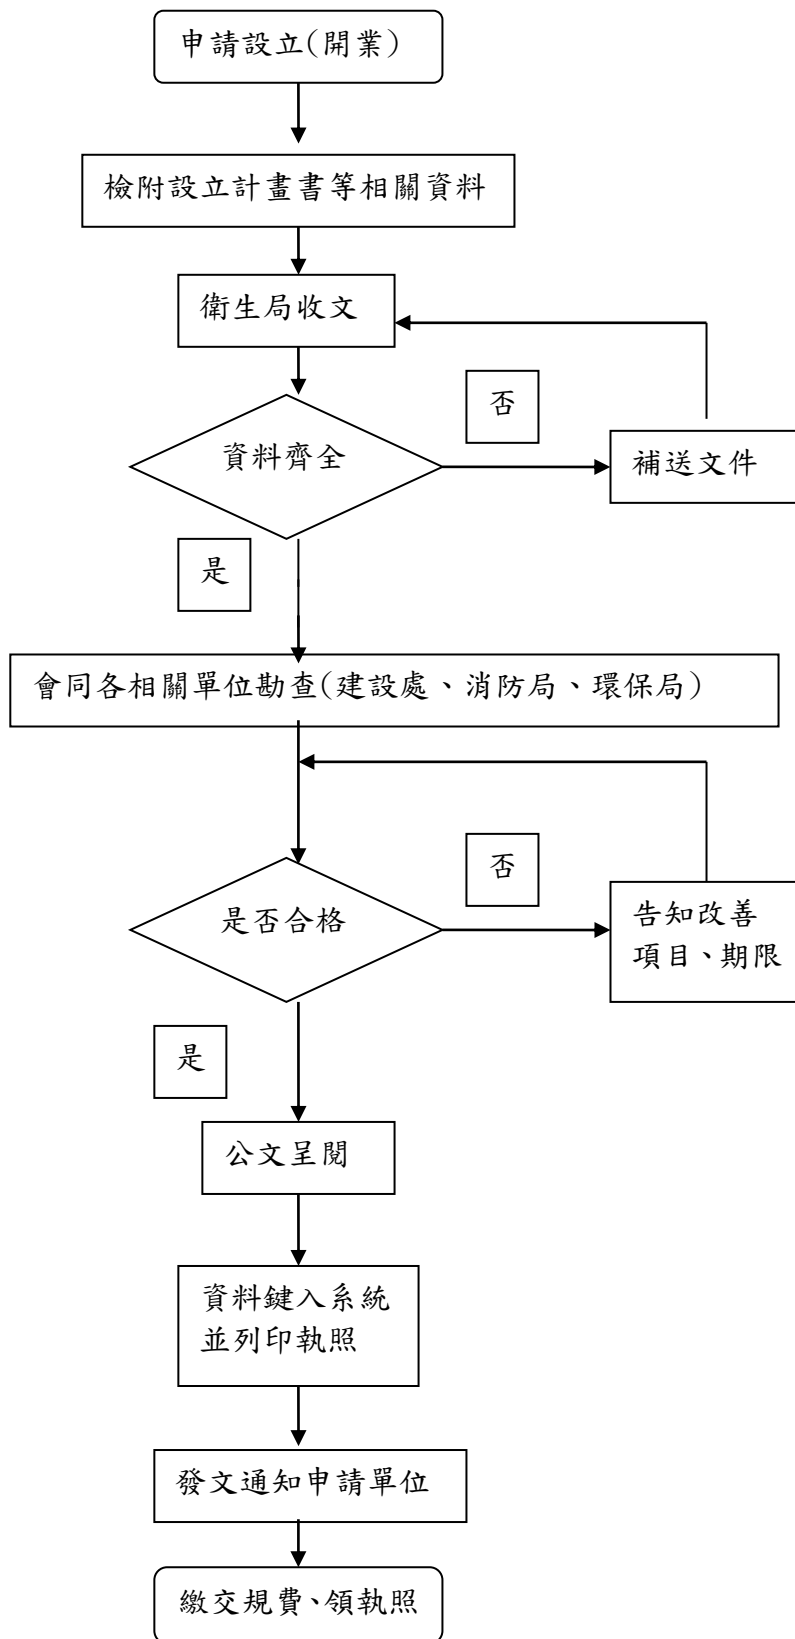 申請設立(開業)
檢附設立計畫書等相關資料
衛生局收文
否
資料齊全
補送文件
是
會同各相關單位勘查(建設處、消防局、環保局)
否
是否合格
告知改善
項目、期限
是
公文呈閱
資料鍵入系統
並列印執照
發文通知申請單位
繳交規費、領執照